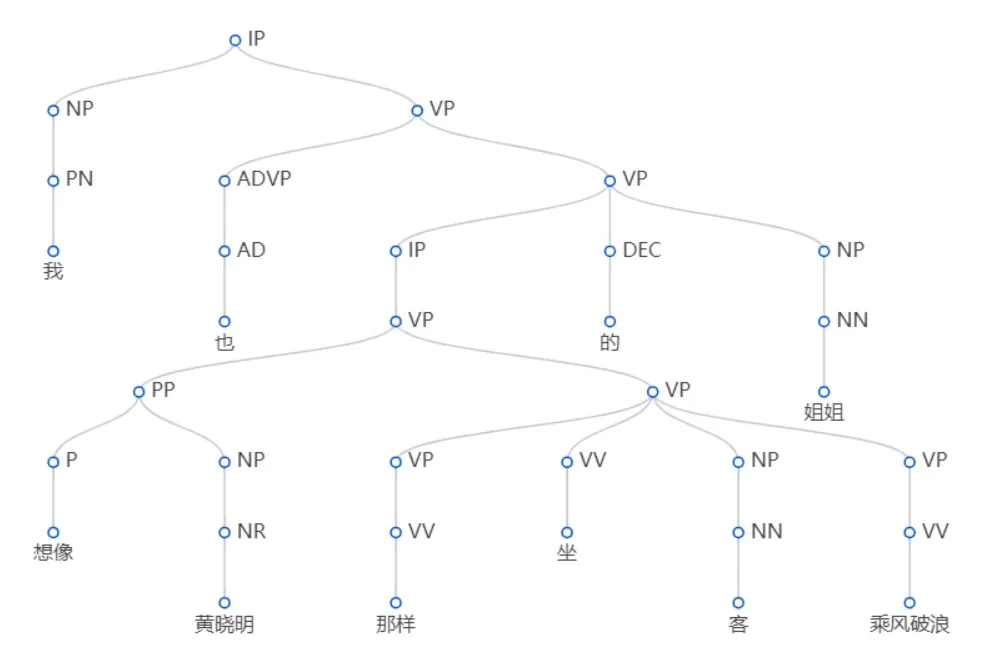 IP
NP VP
PN ADVP VP
我 AD IP DEC NP
也 VP 的 NN
PP VP 姐姐
P NP VP VV NP VP
想像 NR VV 坐 NN VV
黄晓明 那样 客 乘风破浪